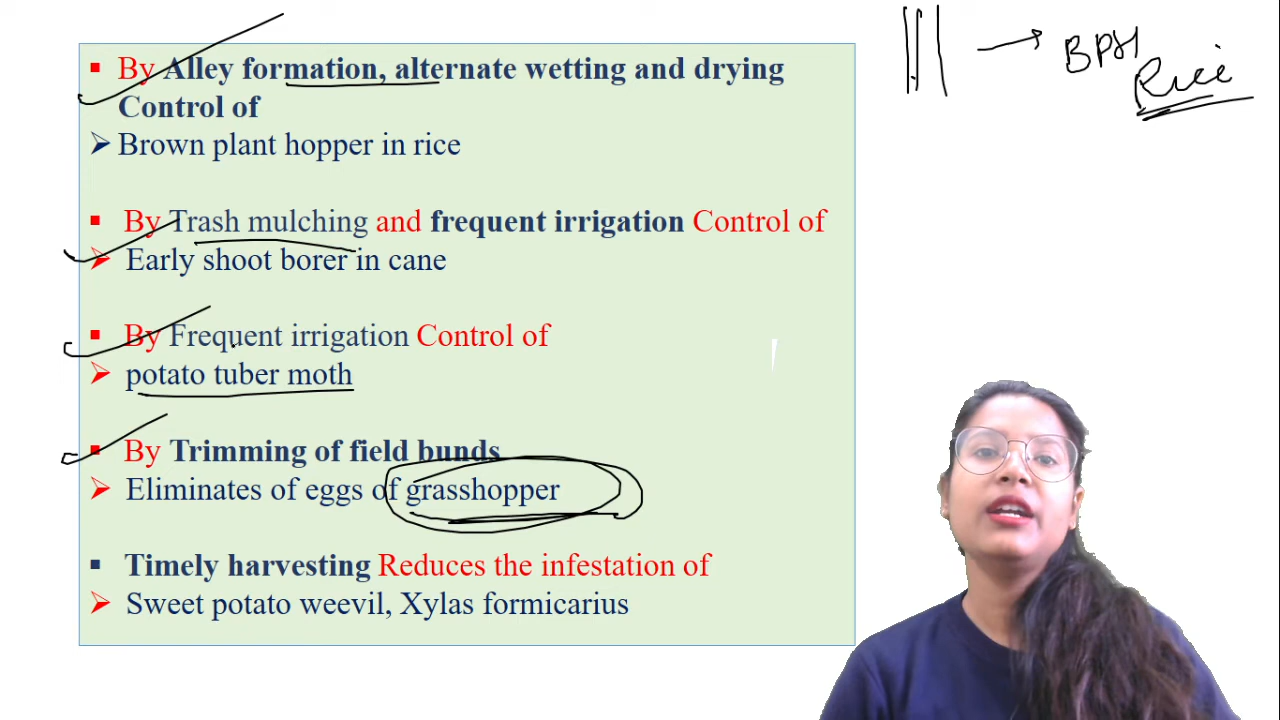 By Alley formation, alternate wetting and drying
Control of
Brown plant hopper in rice
By Trash mulching and frequent irrigation Control of
Early shoot borer in cane
By Frequent irrigation Control of
potato tuber moth
By Trimming of field bunds
Eliminates of eggs of grasshopper
Timely harvesting Reduces the infestation of
Sweet potato weevil, Xylas formicarius
BPH
Rice